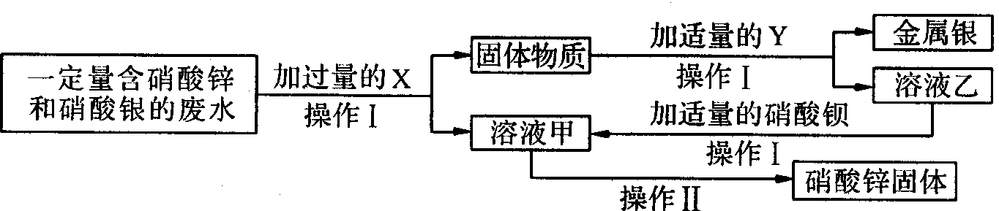 一定量含硝酸锌
和硝酸银的废水
加过量的X
操作Ⅰ
固体物质
溶液甲
加适量的Y
操作Ⅰ
金属银
溶液乙
加适量的硝酸钡
操作Ⅰ
操作Ⅱ
硝酸锌固体